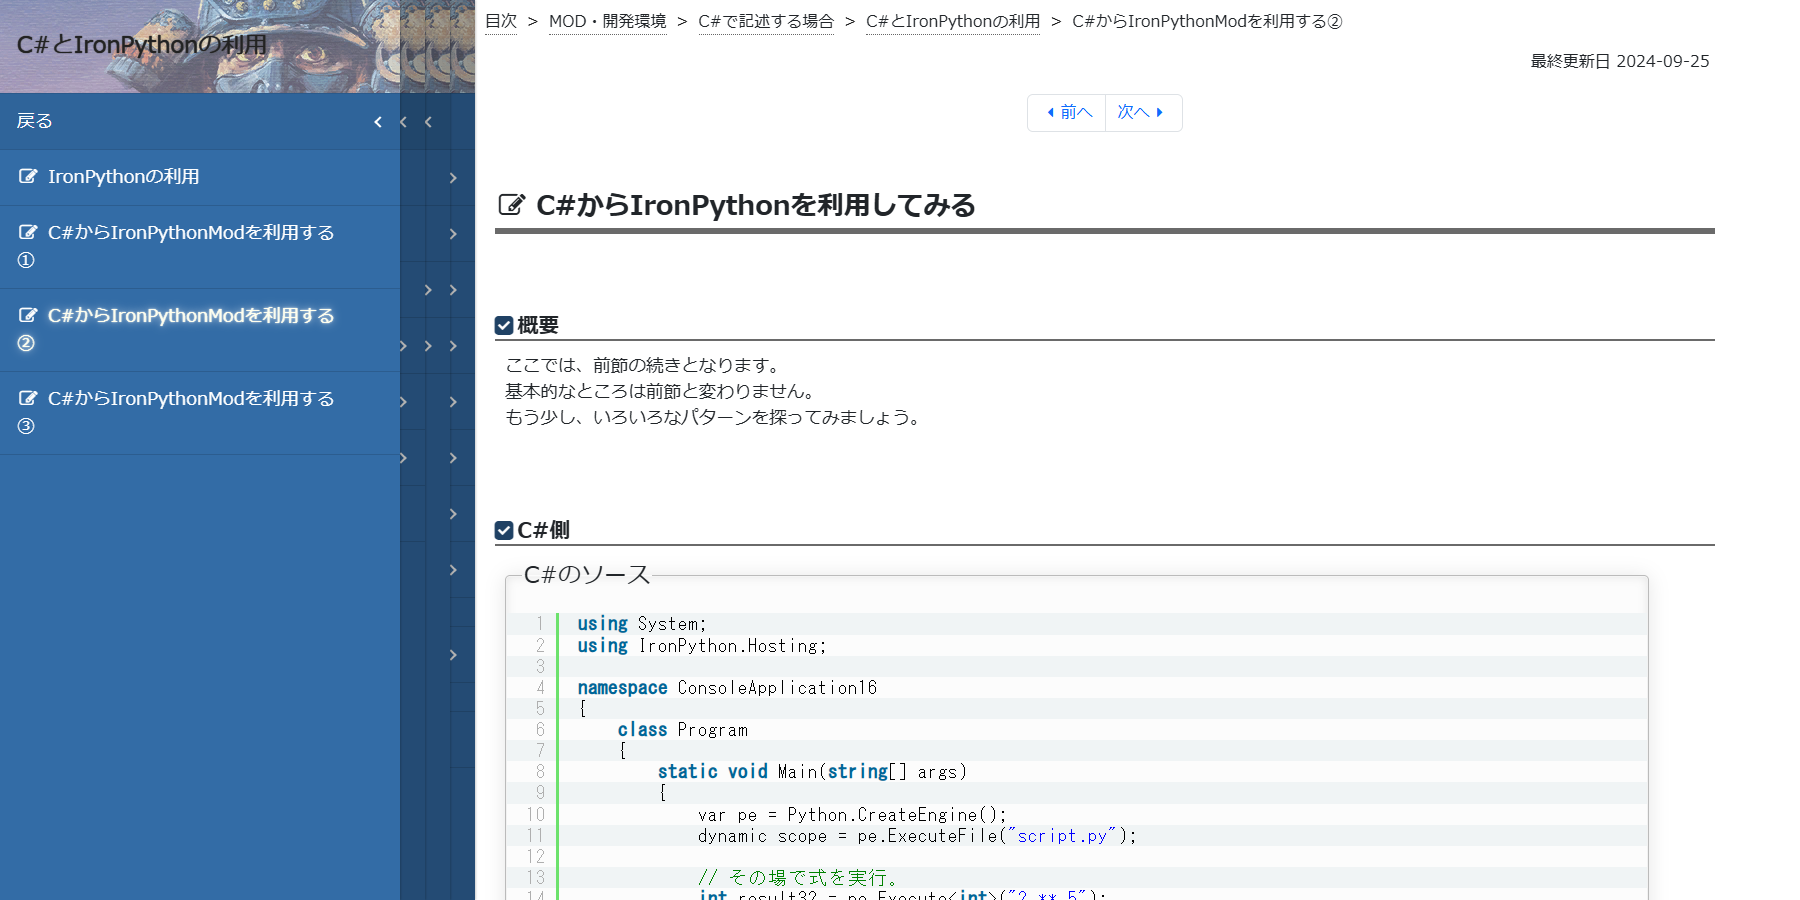 C#とIronPythonの利用
戻る
IronPythonの利用
C#からIronPythonModを利用する
①
C#からIronPythonModを利用する
②
C#からIronPythonModを利用する
③
目次 > MOD・開発環境 > C#で記述する場合 > C#とIronPythonの利用 > C#からIronPythonModを利用する②
最終更新日 2024-09-25
前へ 次へ
C#からIronPythonを利用してみる
概要
ここでは、前節の続きとなります。
基本的なところは前節と変わりません。
もう少し、いろいろなパターンを探ってみましょう。
C#側
C#のソース
1 using System;
2 using IronPython.Hosting;
3
4 namespace ConsoleApplication16
5 {
6 class Program
7 {
8 static void Main(string[] args)
9 {
10 var pe = Python.CreateEngine();
11 dynamic scope = pe.ExecuteFile("script.py");
12
13 // その場で式を実行。
14 int result32 = pe.Execute<int>("2 ** 5");